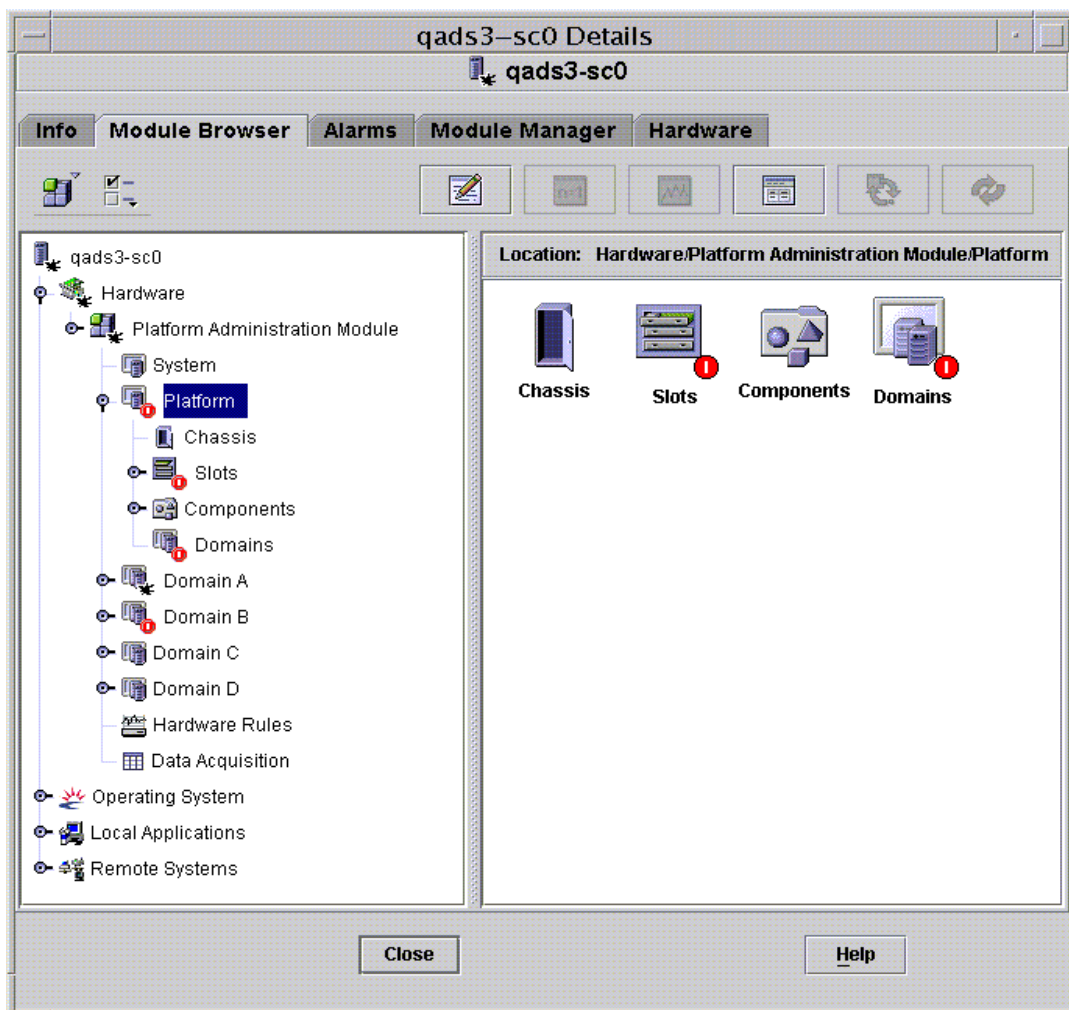 qads3–sc0 Details
qads3-sc0
Info Module Browser Alarms Module Manager Hardware
qads3-sc0
Hardware
Platform Administration Module
System
Platform
Chassis
Slots
Components
Domains
Domain A
Domain B
Domain C
Domain D
Hardware Rules
Data Acquisition
Operating System
Local Applications
Remote Systems
Location: Hardware/Platform Administration Module/Platform
Chassis Slots Components Domains
Close Help